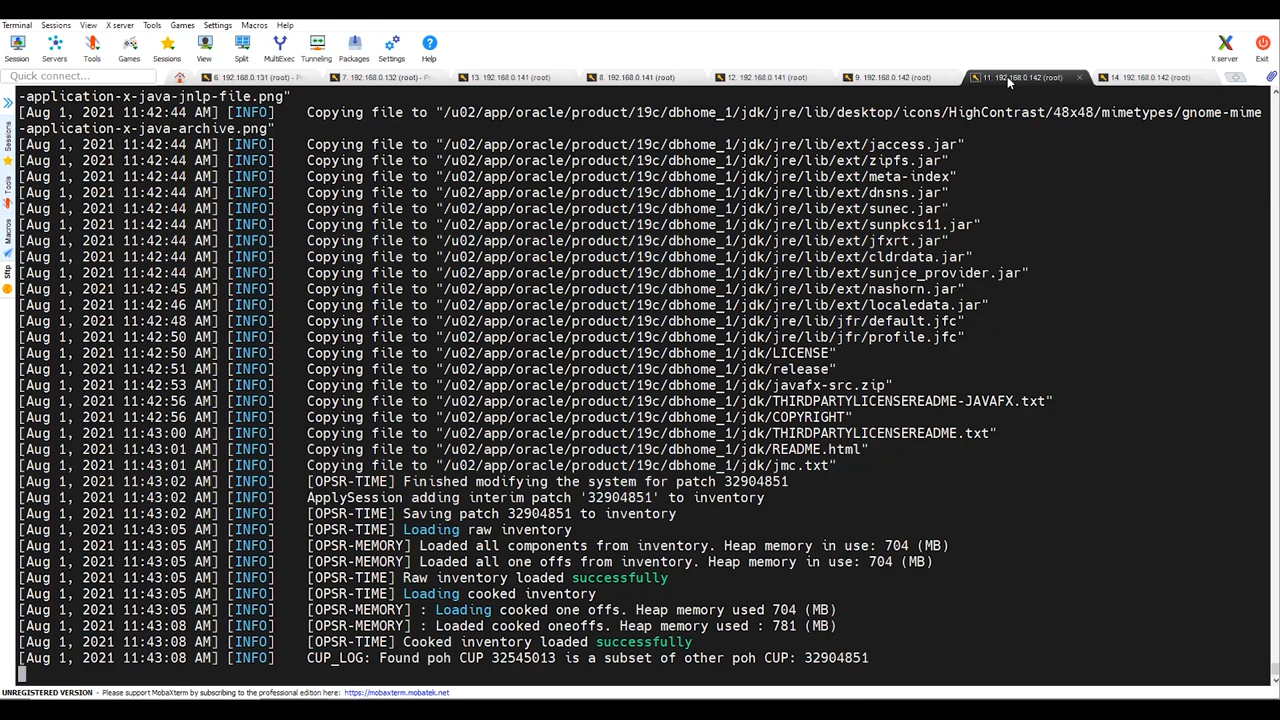 Terminal Sessions View X server Tools Games Settings Macros Help
Session Servers Tools Games Sessions View Split MultiExec Tunneling Packages Settings Help X server Exit
Quick connect... 6. 192.168.0.131 (root) 7. 192.168.0.132 (root) 13. 192.168.0.141 (root) 8. 192.168.0.141 (root) 12. 192.168.0.141 (root) 9. 192.168.0.142 (root) 11. 192.168.0.142 (root) 14. 192.168.0.142 (root)
Sessions
Tools
Macros
Sftp
-application-x-java-jnlp-file.png"
[Aug 1, 2021 11:42:44 AM] [INFO] Copying file to "/u02/app/oracle/product/19c/dbhome_1/jdk/jre/lib/desktop/icons/HighContrast/48x48/mimetypes/gnome-mime
-application-x-java-archive.png"
[Aug 1, 2021 11:42:44 AM] [INFO] Copying file to "/u02/app/oracle/product/19c/dbhome_1/jdk/jre/lib/ext/jaccess.jar"
[Aug 1, 2021 11:42:44 AM] [INFO] Copying file to "/u02/app/oracle/product/19c/dbhome_1/jdk/jre/lib/ext/zipfs.jar"
[Aug 1, 2021 11:42:44 AM] [INFO] Copying file to "/u02/app/oracle/product/19c/dbhome_1/jdk/jre/lib/ext/meta-index"
[Aug 1, 2021 11:42:44 AM] [INFO] Copying file to "/u02/app/oracle/product/19c/dbhome_1/jdk/jre/lib/ext/dnsns.jar"
[Aug 1, 2021 11:42:44 AM] [INFO] Copying file to "/u02/app/oracle/product/19c/dbhome_1/jdk/jre/lib/ext/sunec.jar"
[Aug 1, 2021 11:42:44 AM] [INFO] Copying file to "/u02/app/oracle/product/19c/dbhome_1/jdk/jre/lib/ext/sunpkcs11.jar"
[Aug 1, 2021 11:42:44 AM] [INFO] Copying file to "/u02/app/oracle/product/19c/dbhome_1/jdk/jre/lib/ext/jfxrt.jar"
[Aug 1, 2021 11:42:44 AM] [INFO] Copying file to "/u02/app/oracle/product/19c/dbhome_1/jdk/jre/lib/ext/cldrdata.jar"
[Aug 1, 2021 11:42:44 AM] [INFO] Copying file to "/u02/app/oracle/product/19c/dbhome_1/jdk/jre/lib/ext/sunjce_provider.jar"
[Aug 1, 2021 11:42:45 AM] [INFO] Copying file to "/u02/app/oracle/product/19c/dbhome_1/jdk/jre/lib/ext/nashorn.jar"
[Aug 1, 2021 11:42:46 AM] [INFO] Copying file to "/u02/app/oracle/product/19c/dbhome_1/jdk/jre/lib/ext/localedata.jar"
[Aug 1, 2021 11:42:48 AM] [INFO] Copying file to "/u02/app/oracle/product/19c/dbhome_1/jdk/jre/lib/jfr/default.jfc"
[Aug 1, 2021 11:42:50 AM] [INFO] Copying file to "/u02/app/oracle/product/19c/dbhome_1/jdk/jre/lib/jfr/profile.jfc"
[Aug 1, 2021 11:42:50 AM] [INFO] Copying file to "/u02/app/oracle/product/19c/dbhome_1/jdk/LICENSE"
[Aug 1, 2021 11:42:51 AM] [INFO] Copying file to "/u02/app/oracle/product/19c/dbhome_1/jdk/release"
[Aug 1, 2021 11:42:53 AM] [INFO] Copying file to "/u02/app/oracle/product/19c/dbhome_1/jdk/javafx-src.zip"
[Aug 1, 2021 11:42:56 AM] [INFO] Copying file to "/u02/app/oracle/product/19c/dbhome_1/jdk/THIRDPARTYLICENSEREADME-JAVAFX.txt"
[Aug 1, 2021 11:42:56 AM] [INFO] Copying file to "/u02/app/oracle/product/19c/dbhome_1/jdk/COPYRIGHT"
[Aug 1, 2021 11:43:00 AM] [INFO] Copying file to "/u02/app/oracle/product/19c/dbhome_1/jdk/THIRDPARTYLICENSEREADME.txt"
[Aug 1, 2021 11:43:01 AM] [INFO] Copying file to "/u02/app/oracle/product/19c/dbhome_1/jdk/README.html"
[Aug 1, 2021 11:43:01 AM] [INFO] Copying file to "/u02/app/oracle/product/19c/dbhome_1/jdk/jmc.txt"
[Aug 1, 2021 11:43:02 AM] [INFO] [OPSR-TIME] Finished modifying the system for patch 32904851
[Aug 1, 2021 11:43:02 AM] [INFO] ApplySession adding interim patch '32904851' to inventory
[Aug 1, 2021 11:43:02 AM] [INFO] [OPSR-TIME] Saving patch 32904851 to inventory
[Aug 1, 2021 11:43:05 AM] [INFO] [OPSR-TIME] Loading raw inventory
[Aug 1, 2021 11:43:05 AM] [INFO] [OPSR-MEMORY] Loaded all components from inventory. Heap memory in use: 704 (MB)
[Aug 1, 2021 11:43:05 AM] [INFO] [OPSR-MEMORY] Loaded all one offs from inventory. Heap memory in use: 704 (MB)
[Aug 1, 2021 11:43:05 AM] [INFO] [OPSR-TIME] Raw inventory loaded successfully
[Aug 1, 2021 11:43:05 AM] [INFO] [OPSR-TIME] Loading cooked inventory
[Aug 1, 2021 11:43:05 AM] [INFO] [OPSR-MEMORY] : Loading cooked one offs. Heap memory used 704 (MB)
[Aug 1, 2021 11:43:08 AM] [INFO] [OPSR-MEMORY] : Loaded cooked oneoffs. Heap memory used : 781 (MB)
[Aug 1, 2021 11:43:08 AM] [INFO] [OPSR-TIME] Cooked inventory loaded successfully
[Aug 1, 2021 11:43:08 AM] [INFO] CUP_LOG: Found poh CUP 32545013 is a subset of other poh CUP: 32904851
UNREGISTERED VERSION - Please support MobaXterm by subscribing to the professional edition here: https://mobaxterm.mobatek.net